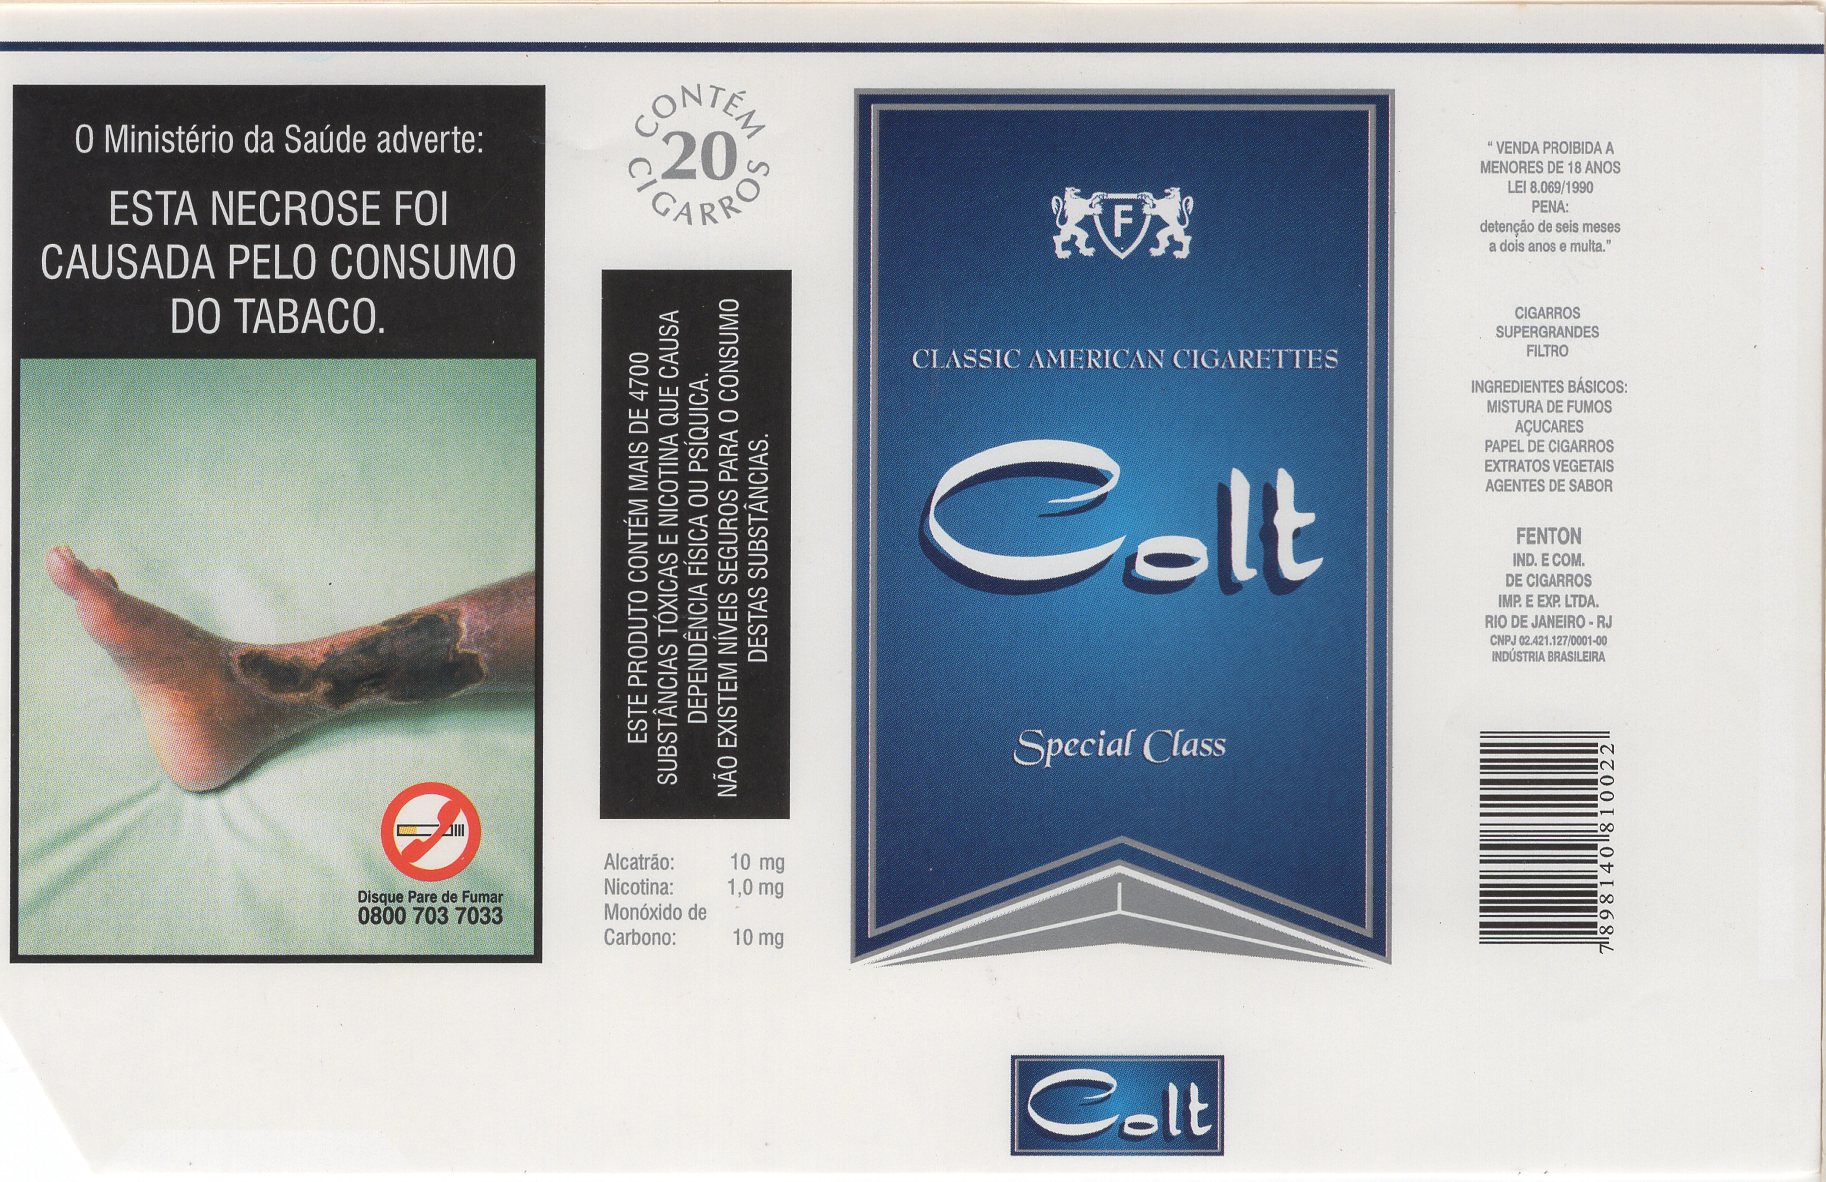 O Ministério da Saúde adverte:
ESTA NECROSE FOI
CAUSADA PELO CONSUMO
DO TABACO.
Disque Pare de Fumar
0800 703 7033
CONTÉM
20
CIGARROS
ESTE PRODUTO CONTÉM MAIS DE 4700
SUBSTÂNCIAS TÓXICAS E NICOTINA QUE CAUSA
DEPENDÊNCIA FÍSICA OU PSÍQUICA.
NÃO EXISTEM NÍVEIS SEGUROS PARA O CONSUMO
DESTAS SUBSTÂNCIAS.
Alcatrão: 10 mg
Nicotina: 1,0 mg
Monóxido de
Carbono: 10 mg
F
CLASSIC AMERICAN CIGARETTES
Colt
Special Class
Colt
“ VENDA PROIBIDA A
MENORES DE 18 ANOS
LEI 8.069/1990
PENA:
detenção de seis meses
a dois anos e multa.”
CIGARROS
SUPERGRANDES
FILTRO
INGREDIENTES BÁSICOS:
MISTURA DE FUMOS
AÇUCARES
PAPEL DE CIGARROS
EXTRATOS VEGETAIS
AGENTES DE SABOR
FENTON
IND. E COM.
DE CIGARROS
IMP. E EXP. LTDA.
RIO DE JANEIRO - RJ
CNPJ 02.421.127/0001-00
INDÚSTRIA BRASILEIRA
7898140810022